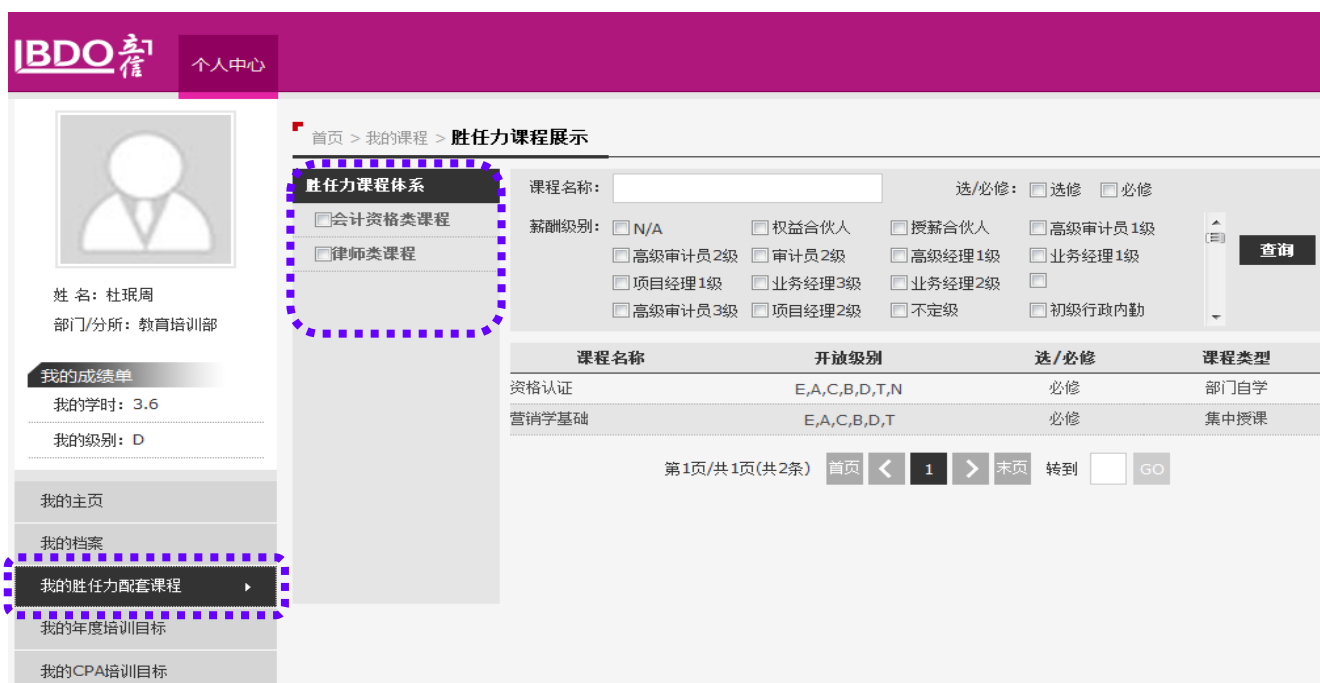 IBDO 立信
个人中心
首页 > 我的课程 > 胜任力课程展示
姓 名：杜珉周
部门/分所：教育培训部
我的成绩单
我的学时：3.6
我的级别：D
我的主页
我的档案
我的胜任力配套课程
我的年度培训目标
我的CPA培训目标
胜任力课程体系
会计资格类课程
律师类课程
课程名称： 选/必修： 选修 必修
薪酬级别： N/A 权益合伙人 授薪合伙人 高级审计员1级
高级审计员2级 审计员2级 高级经理1级 业务经理1级
项目经理1级 业务经理3级 业务经理2级
高级审计员3级 项目经理2级 不定级 初级行政内勤
查询
课程名称 开放级别 选/必修 课程类型
资格认证 E,A,C,B,D,T,N 必修 部门自学
营销学基础 E,A,C,B,D,T 必修 集中授课
第1页/共1页(共2条) 首页 1 末页 转到 GO